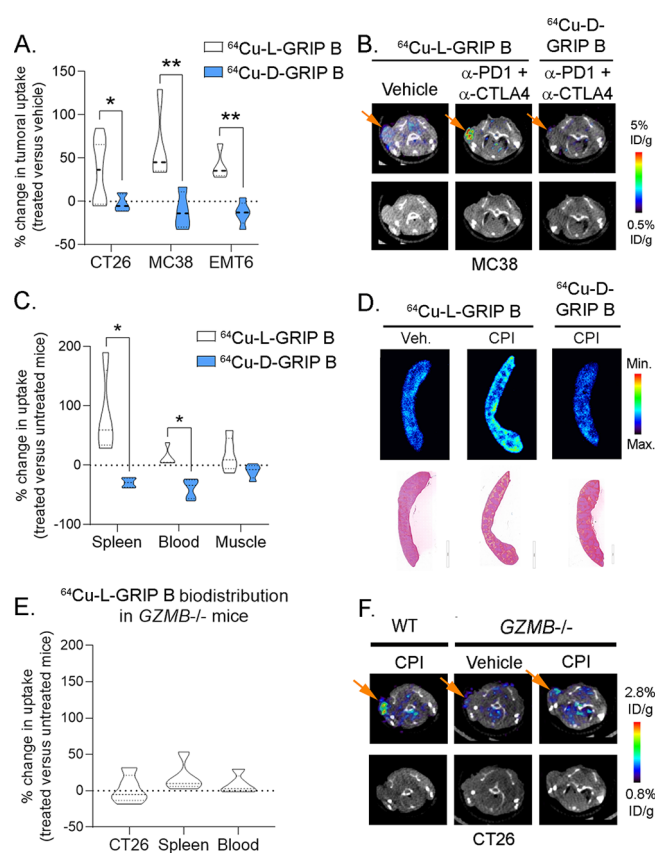 A.
⁶⁴Cu-L-GRIP B
⁶⁴Cu-D-GRIP B
% change in tumoral uptake
(treated versus vehicle)
150
100
50
0
-50
*
**
**
CT26 MC38 EMT6
B.
⁶⁴Cu-L-GRIP B
⁶⁴Cu-D-
GRIP B
Vehicle
α-PD1 +
α-CTLA4
α-PD1 +
α-CTLA4
5%
ID/g
0.5%
ID/g
MC38
C.
⁶⁴Cu-L-GRIP B
⁶⁴Cu-D-GRIP B
% change in uptake
(treated versus untreated mice)
200
100
0
-100
*
*
Spleen Blood Muscle
D.
⁶⁴Cu-L-GRIP B
⁶⁴Cu-D-
GRIP B
Veh. CPI CPI
Min.
Max.
E.
⁶⁴Cu-L-GRIP B biodistribution
in GZMB-/- mice
% change in uptake
(treated versus untreated mice)
200
150
100
50
0
-50
CT26 Spleen Blood
F.
WT GZMB-/-
CPI Vehicle CPI
2.8%
ID/g
0.8%
ID/g
CT26